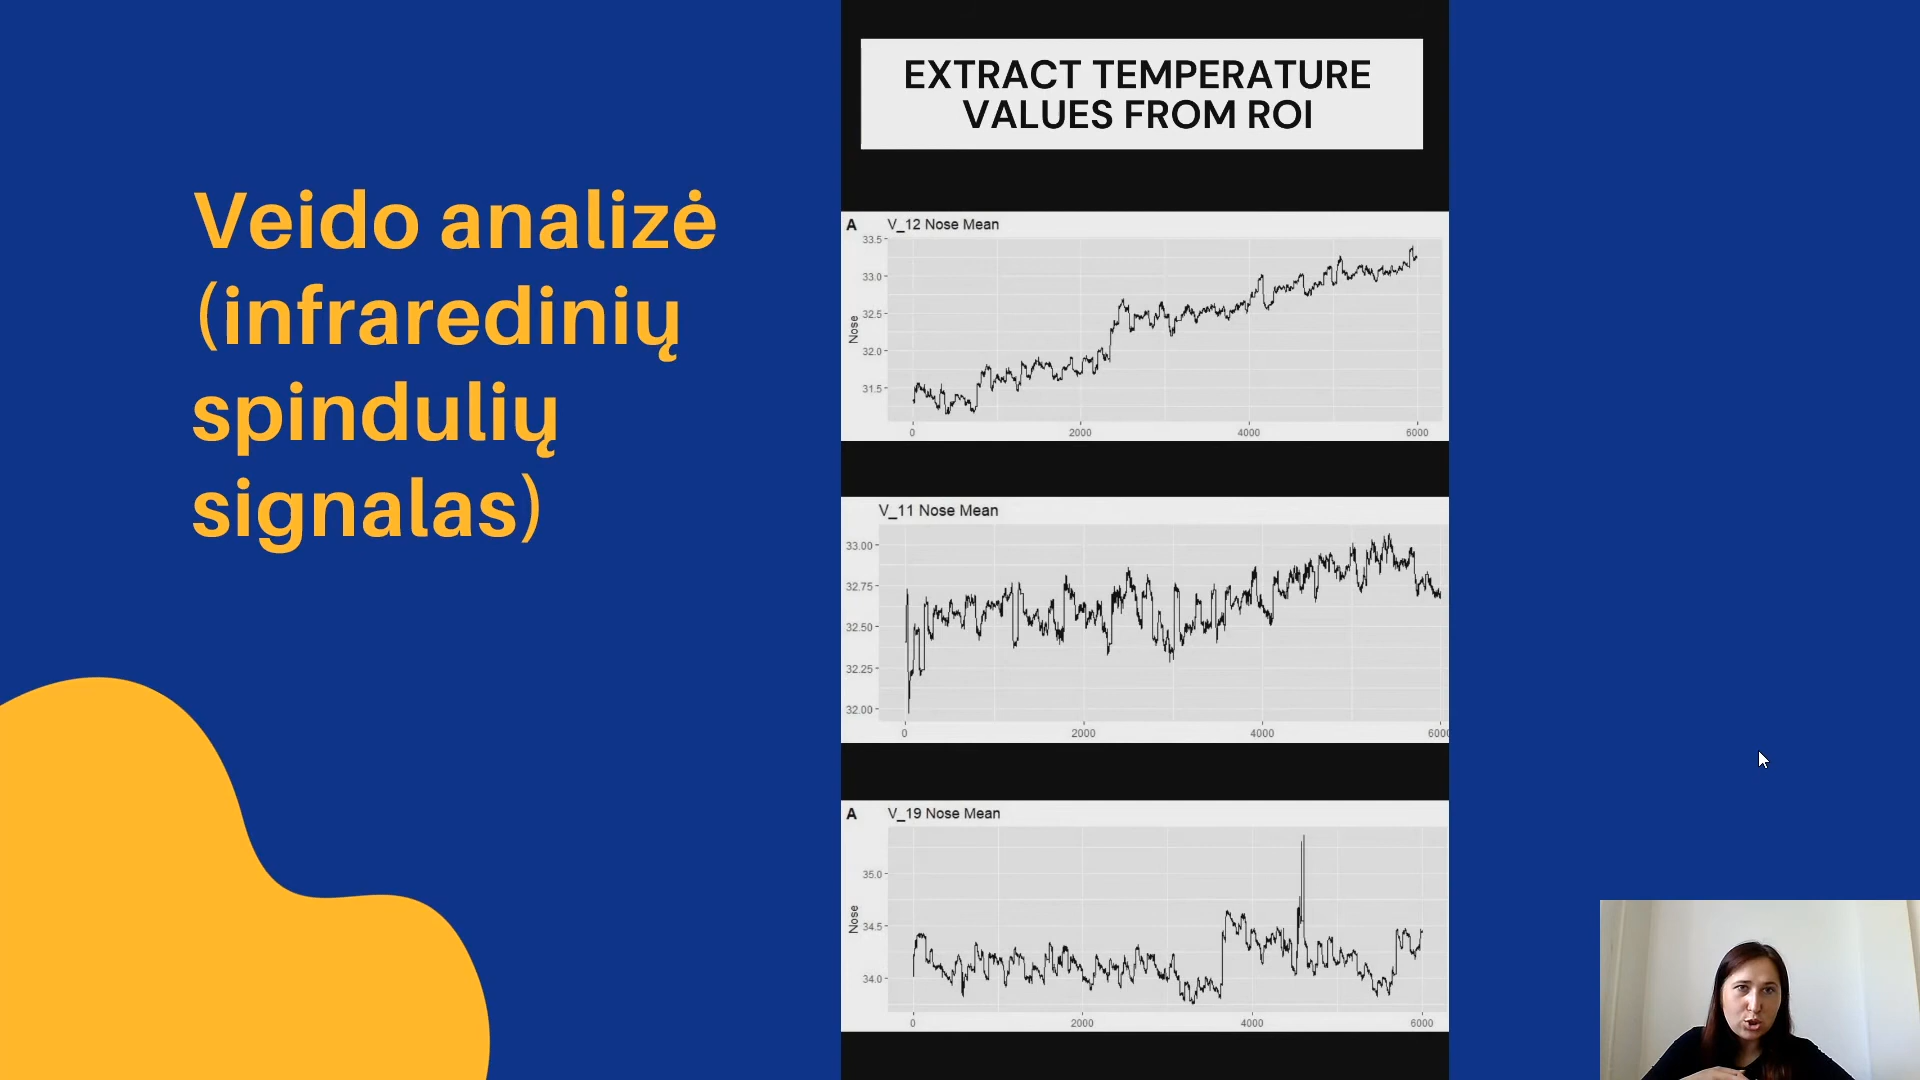 Veido analizė
(infraredinių
spindulių
signalas)
EXTRACT TEMPERATURE
VALUES FROM ROI
A V_12 Nose Mean
Nose
33.5
33.0
32.5
32.0
31.5
0 2000 4000 6000
V_11 Nose Mean
33.00
32.75
32.50
32.25
32.00
0 2000 4000 6000
A V_19 Nose Mean
Nose
35.0
34.5
34.0
0 2000 4000 6000